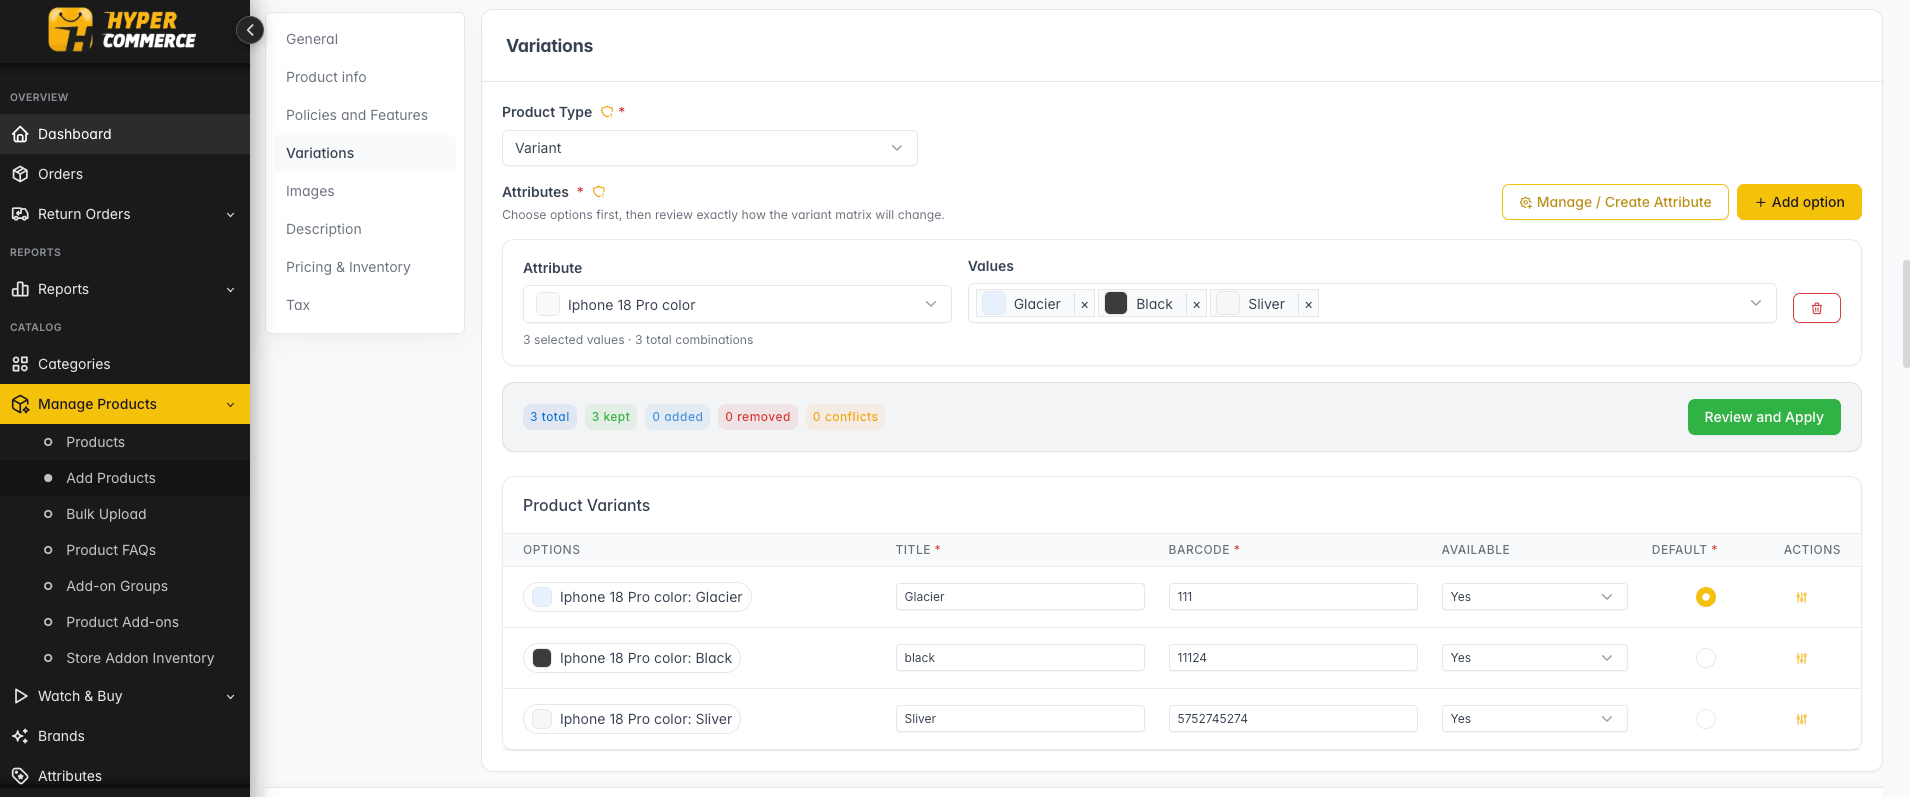 HYPER
COMMERCE
OVERVIEW
Dashboard
Orders
Return Orders
REPORTS
Reports
CATALOG
Categories
Manage Products
Products
Add Products
Bulk Upload
Product FAQs
Add-on Groups
Product Add-ons
Store Addon Inventory
Watch & Buy
Brands
Attributes
General
Product info
Policies and Features
Variations
Images
Description
Pricing & Inventory
Tax
Variations
Product Type *
Variant
Attributes *
Choose options first, then review exactly how the variant matrix will change.
Manage / Create Attribute
+ Add option
Attribute
Values
Iphone 18 Pro color
Glacier × Black × Sliver ×
3 selected values · 3 total combinations
3 total 3 kept 0 added 0 removed 0 conflicts
Review and Apply
Product Variants
OPTIONS TITLE * BARCODE * AVAILABLE DEFAULT * ACTIONS
Iphone 18 Pro color: Glacier Glacier 111 Yes
Iphone 18 Pro color: Black black 11124 Yes
Iphone 18 Pro color: Sliver Sliver 5752745274 Yes